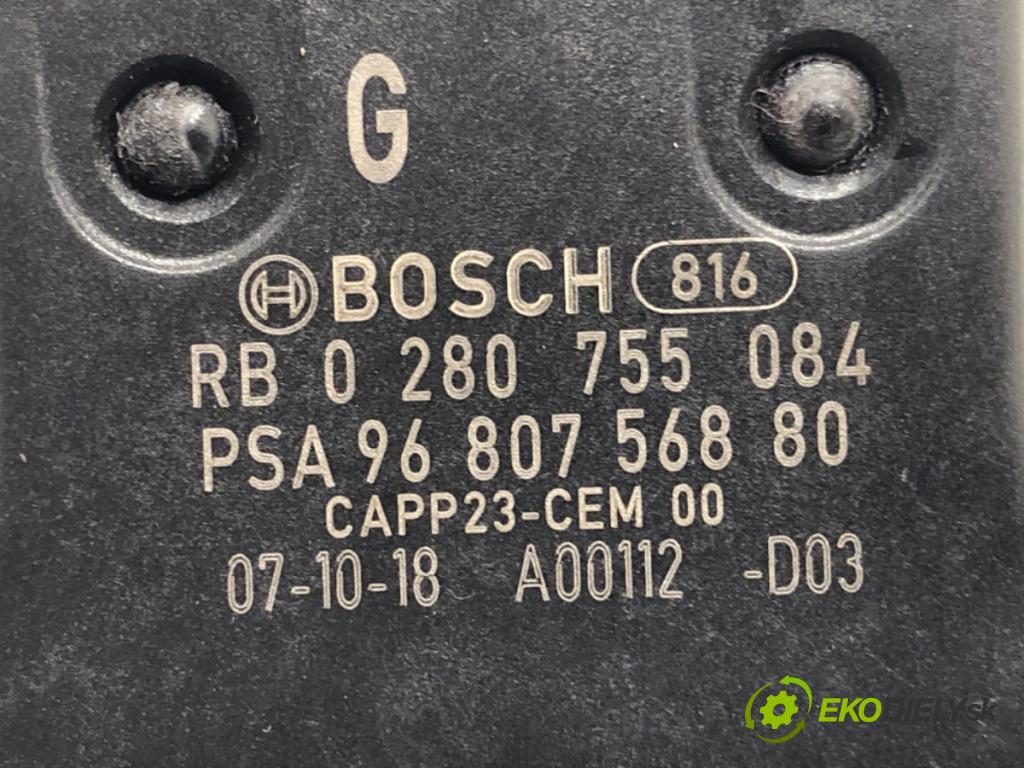 G
BOSCH 816
RB 0 280 755 084
PSA 96 807 568 80
CAPP23-CEM 00
07-10-18 A00112 -D03
EKODIELY.sk